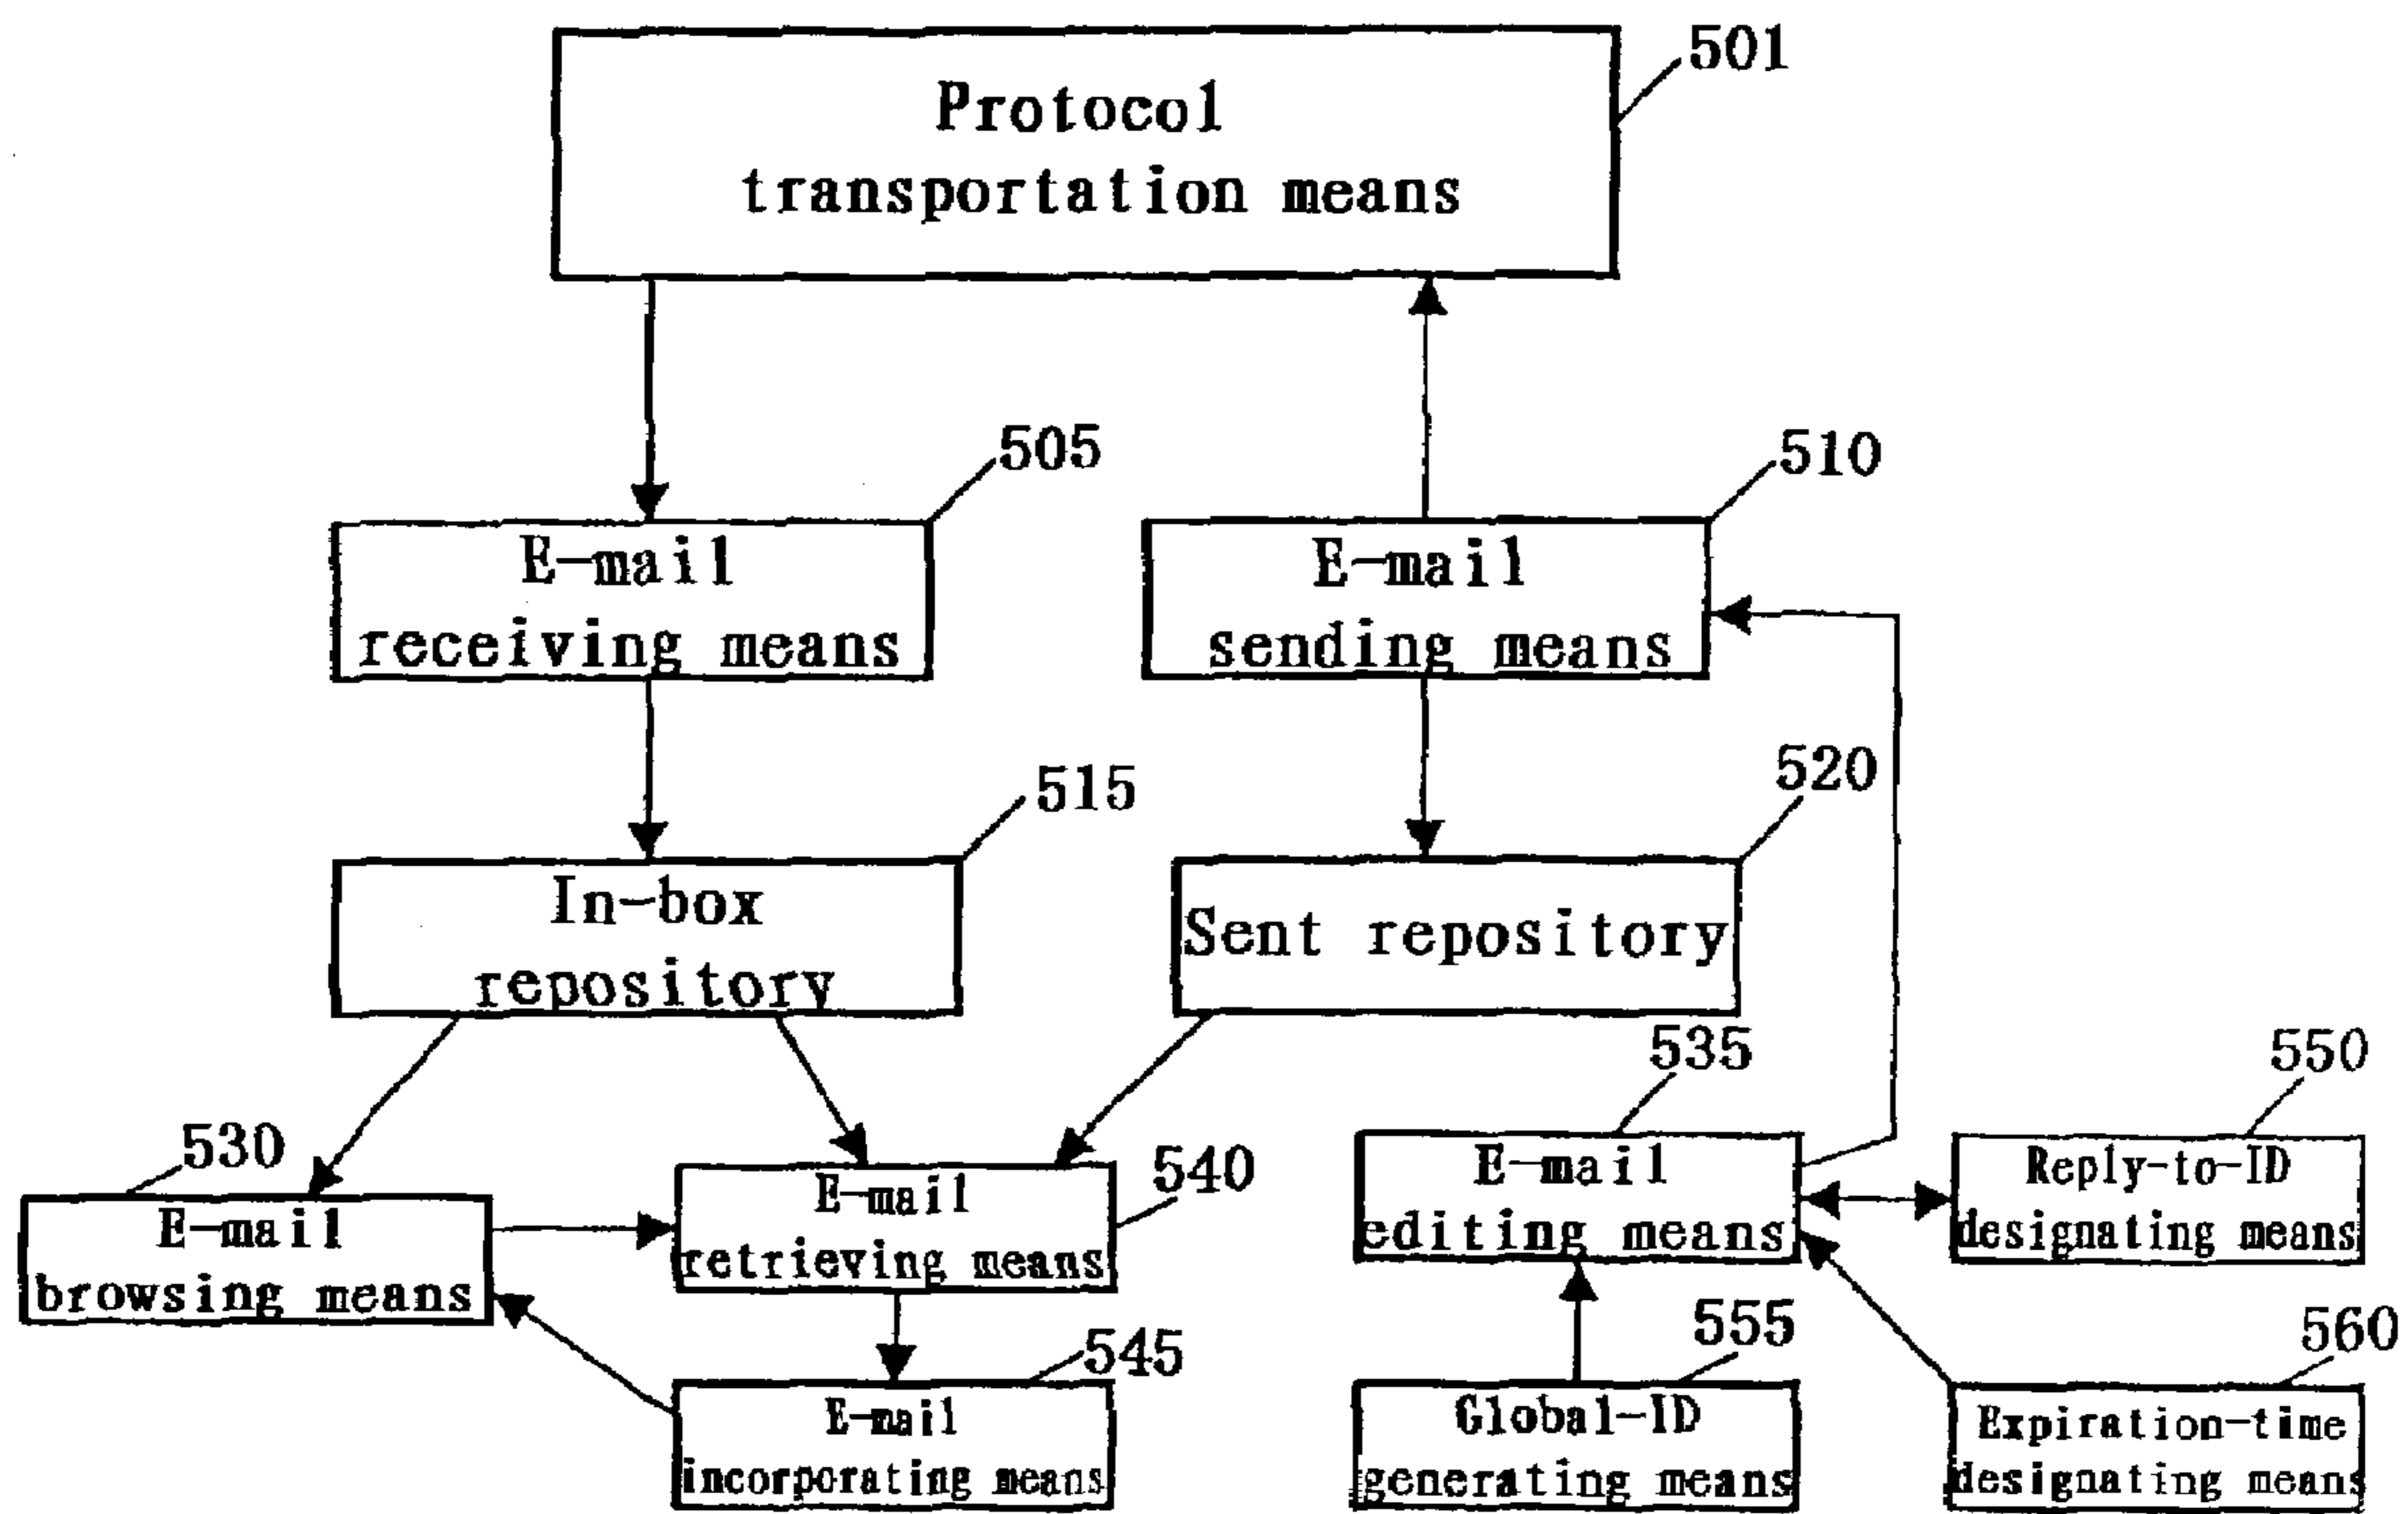 501
Protocol
transportation means
505
510
E-mail
receiving means
E-mail
sending means
515
520
In-box
repository
Sent repository
530
540
535
550
E-mail
browsing means
E-mail
retrieving means
E-mail
editing means
Reply-to-ID
designating means
545
555
560
E-mail
incorporating means
Global-ID
generating means
Expiration-time
designating means